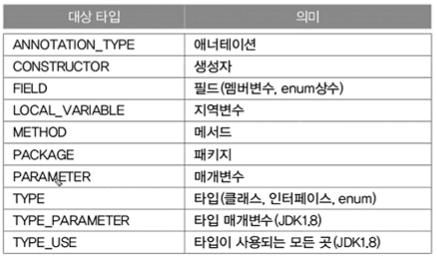 대상 타입 의미
ANNOTATION_TYPE 애너테이션
CONSTRUCTOR 생성자
FIELD 필드(멤버변수, enum상수)
LOCAL_VARIABLE 지역변수
METHOD 메서드
PACKAGE 패키지
PARAMETER 매개변수
TYPE 타입(클래스, 인터페이스, enum)
TYPE_PARAMETER 타입 매개변수(JDK1.8)
TYPE_USE 타입이 사용되는 모든 곳(JDK1.8)